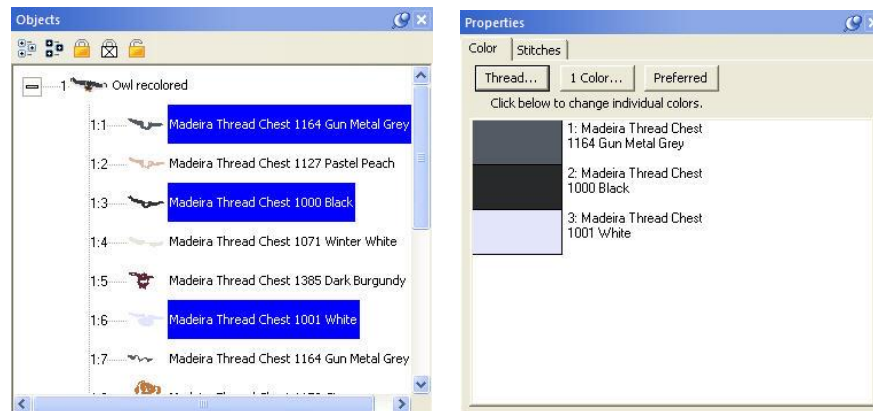 Objects
1 Owl recolored
1:1 Madeira Thread Chest 1164 Gun Metal Grey
1:2 Madeira Thread Chest 1127 Pastel Peach
1:3 Madeira Thread Chest 1000 Black
1:4 Madeira Thread Chest 1071 Winter White
1:5 Madeira Thread Chest 1385 Dark Burgundy
1:6 Madeira Thread Chest 1001 White
1:7 Madeira Thread Chest 1164 Gun Metal Grey
Properties
Color Stitches
Thread... 1 Color... Preferred
Click below to change individual colors.
1: Madeira Thread Chest
1164 Gun Metal Grey
2: Madeira Thread Chest
1000 Black
3: Madeira Thread Chest
1001 White